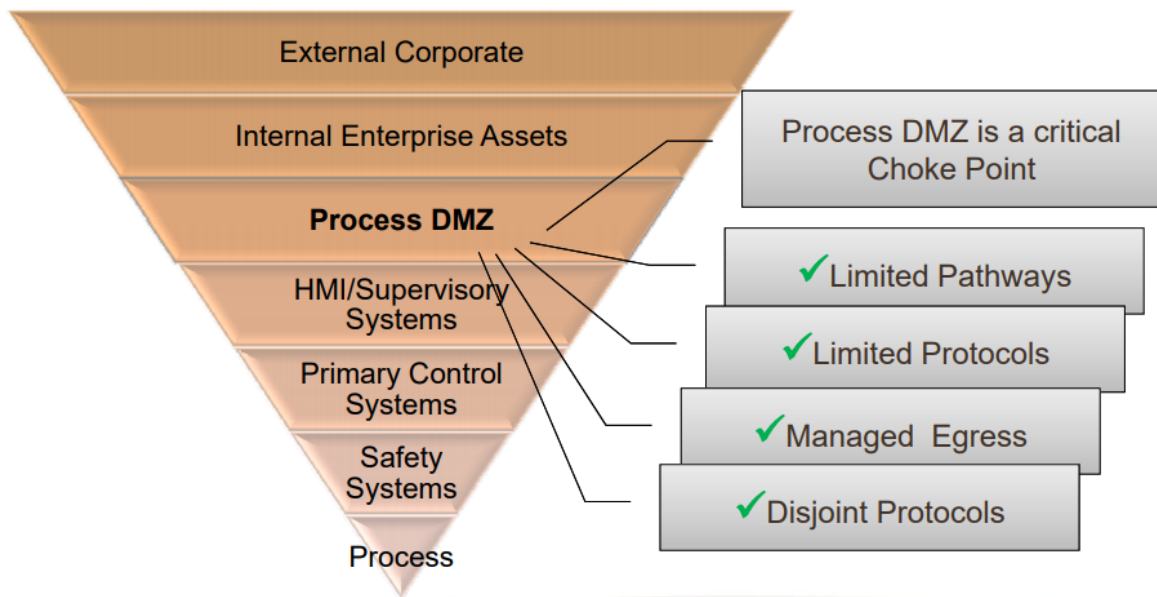 External Corporate
Internal Enterprise Assets
Process DMZ
HMI/Supervisory
Systems
Primary Control
Systems
Safety
Systems
Process
Process DMZ is a critical
Choke Point
✓Limited Pathways
✓Limited Protocols
✓Managed Egress
✓Disjoint Protocols